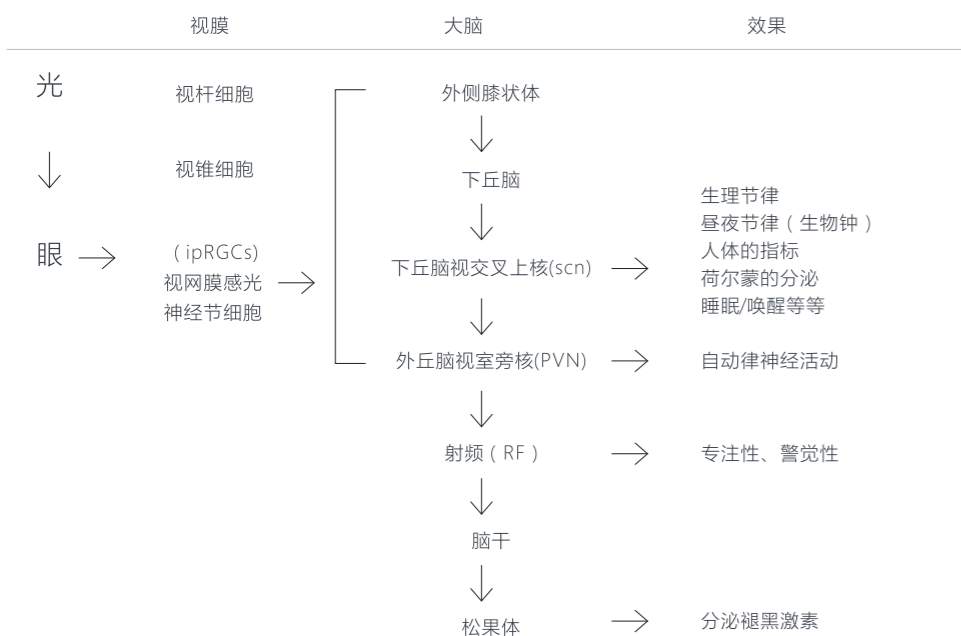 视膜 大脑 效果
光 视杆细胞 外侧膝状体
视锥细胞 下丘脑
眼
(ipRGCs)
视网膜感光
神经节细胞
下丘脑视交叉上核(scn)
生理节律
昼夜节律(生物钟)
人体的指标
荷尔蒙的分泌
睡眠/唤醒等等
外丘脑视室旁核(PVN) 自动律神经活动
射频(RF) 专注性、警觉性
脑干
松果体 分泌褪黑激素